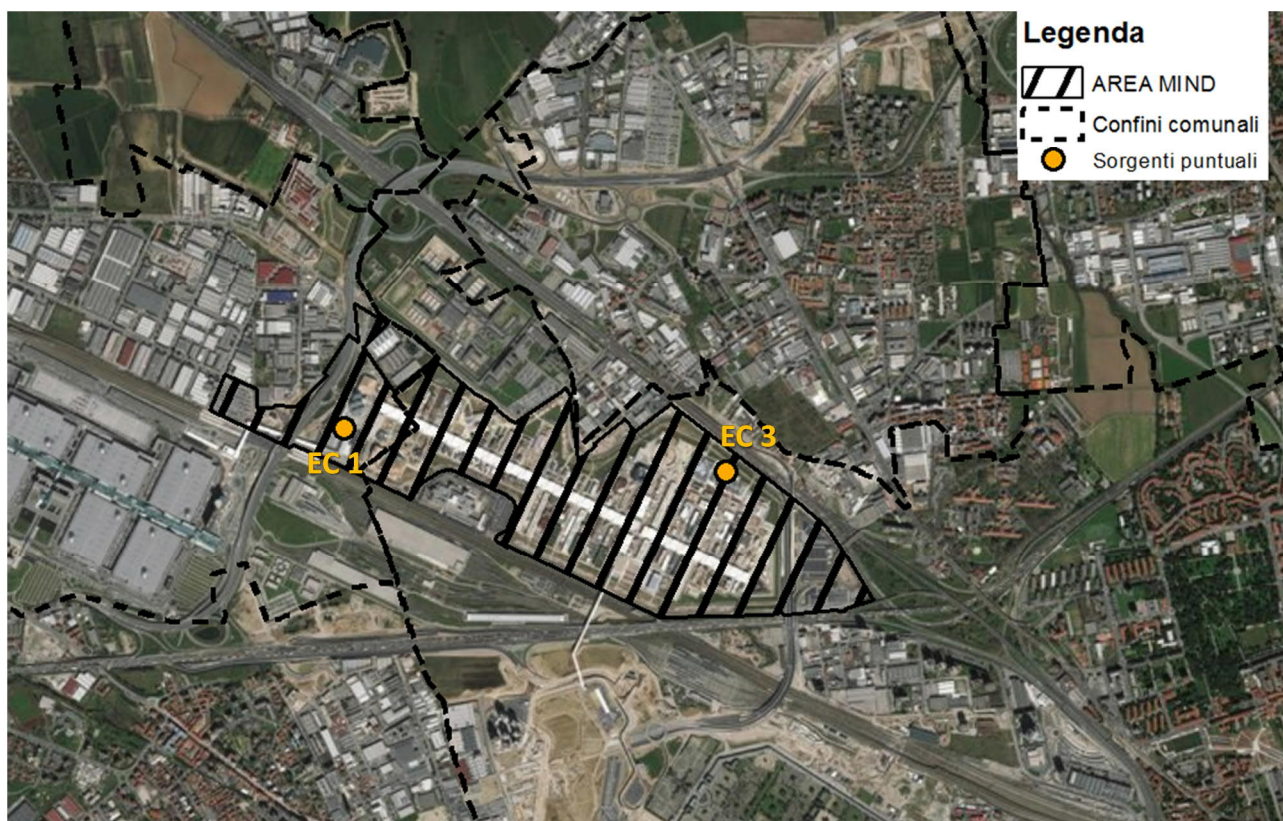 Legenda
AREA MIND
Confini comunali
Sorgenti puntuali
EC 3
EC 1